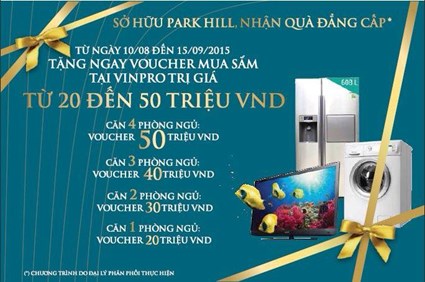 SỞ HỮU PARK HILL, NHẬN QUÀ ĐẲNG CẤP*
TỪ NGÀY 10/08 ĐẾN 15/09/2015
TẶNG NGAY VOUCHER MUA SẮM
TẠI VINPRO TRỊ GIÁ
TỪ 20 ĐẾN 50 TRIỆU VND
CĂN 4 PHÒNG NGỦ:
VOUCHER 50 TRIỆU VND
CĂN 3 PHÒNG NGỦ:
VOUCHER 40 TRIỆU VND
CĂN 2 PHÒNG NGỦ:
VOUCHER 30 TRIỆU VND
CĂN 1 PHÒNG NGỦ:
VOUCHER 20 TRIỆU VND
688 L
(*) CHƯƠNG TRÌNH DO ĐẠI LÝ PHÂN PHỐI THỰC HIỆN